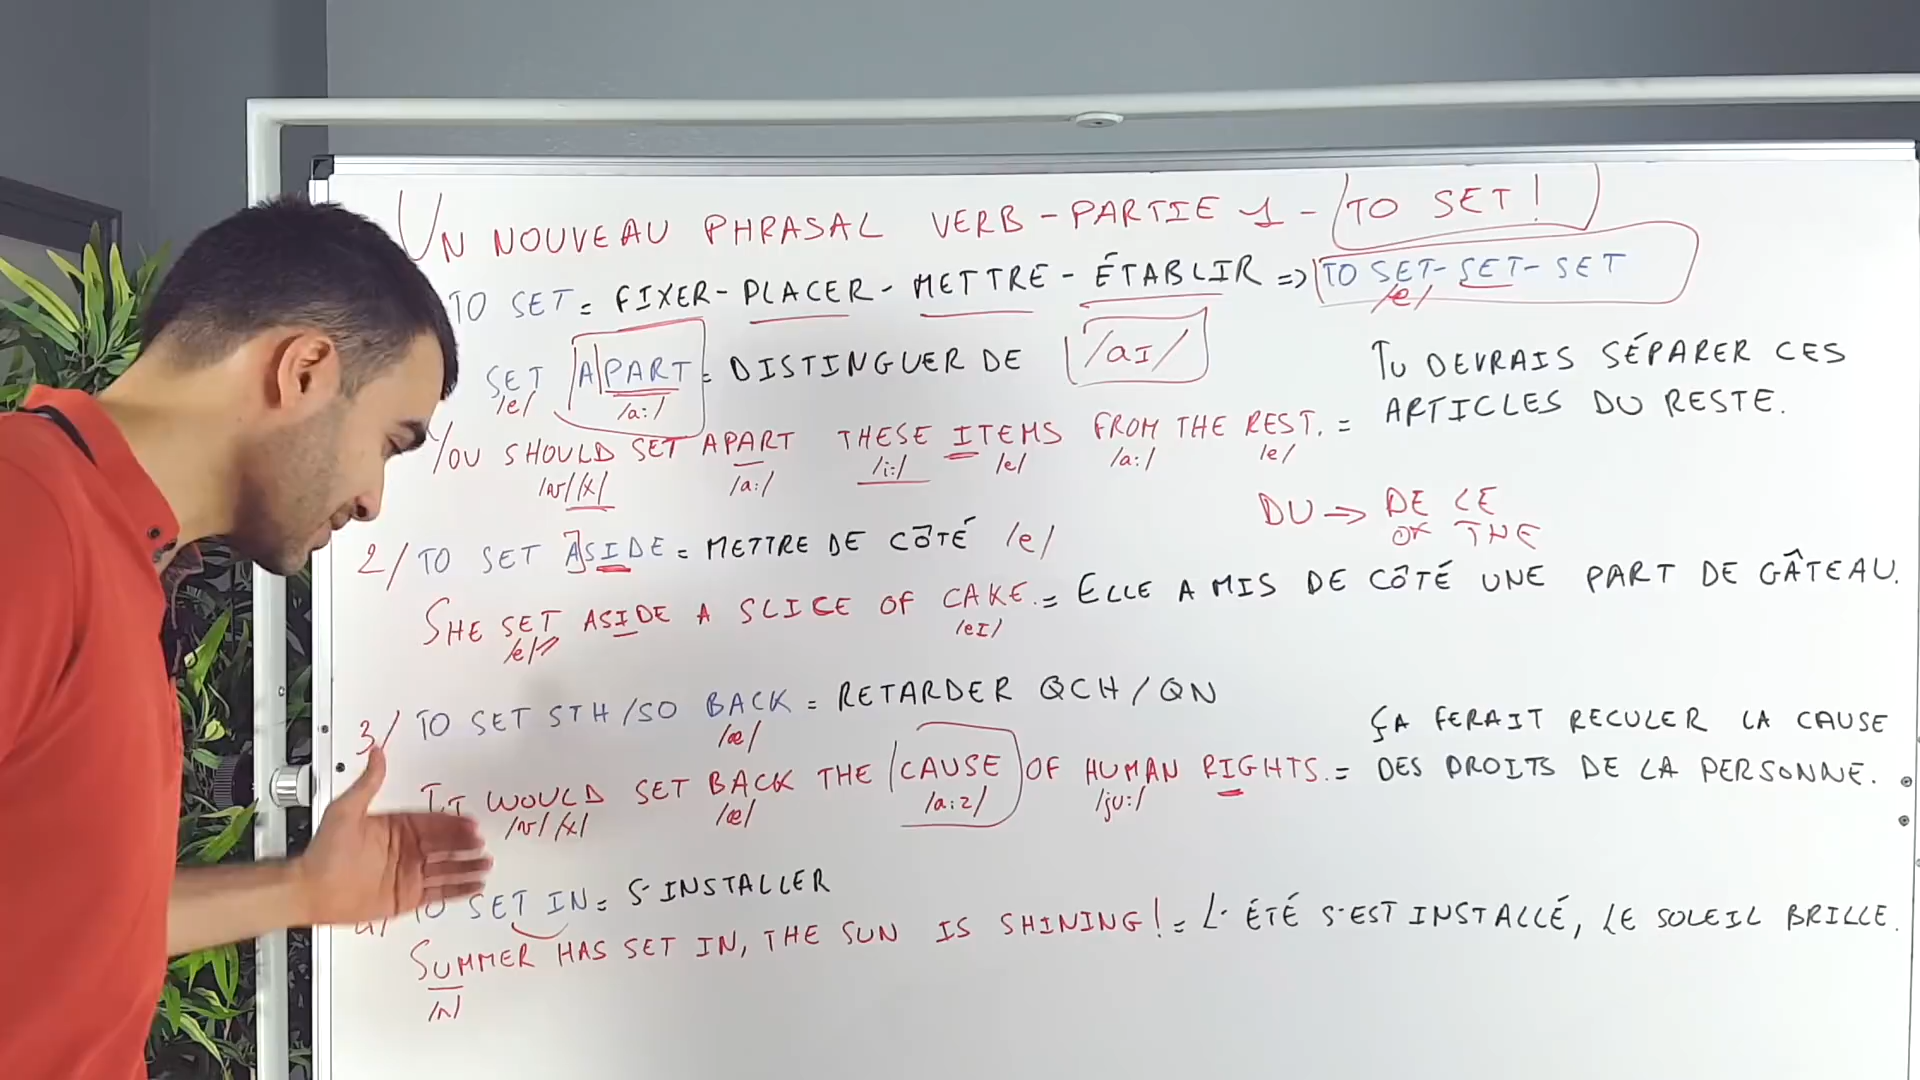 UN NOUVEAU PHRASAL VERB - PARTIE 1 - TO SET !
TO SET = FIXER - PLACER - METTRE - ÉTABLIR => TO SET - SET - SET
/e/
SET APART = DISTINGUER DE /aI/
/e/ /a:/
YOU SHOULD SET APART THESE ITEMS FROM THE REST. = TU DEVRAIS SÉPARER CES
ARTICLES DU REST​E.
/a:/ /i:/ /e/ /a:/ /e/
DU → DE LE
OF THE
2/ TO SET ASIDE = METTRE DE CÔTÉ /e/
SHE SET ASIDE A SLICE OF CAKE. = ELLE A MIS DE CÔTÉ UNE PART DE GÂTEAU.
/e/ /eI/
3/ TO SET STH/SO BACK = RETARDER QCH/QN
/æ/
IT WOULD SET BACK THE CAUSE OF HUMAN RIGHTS. = ÇA FERAIT RECULER LA CAUSE
DES DROITS DE LA PERSONNE.
/æ/ /a:z/ /ju:/
4/ TO SET IN = S'INSTALLER
SUMMER HAS SET IN, THE SUN IS SHINING ! = L'ÉTÉ S'EST INSTALLÉ, LE SOLEIL BRILLE.
/ʌ/